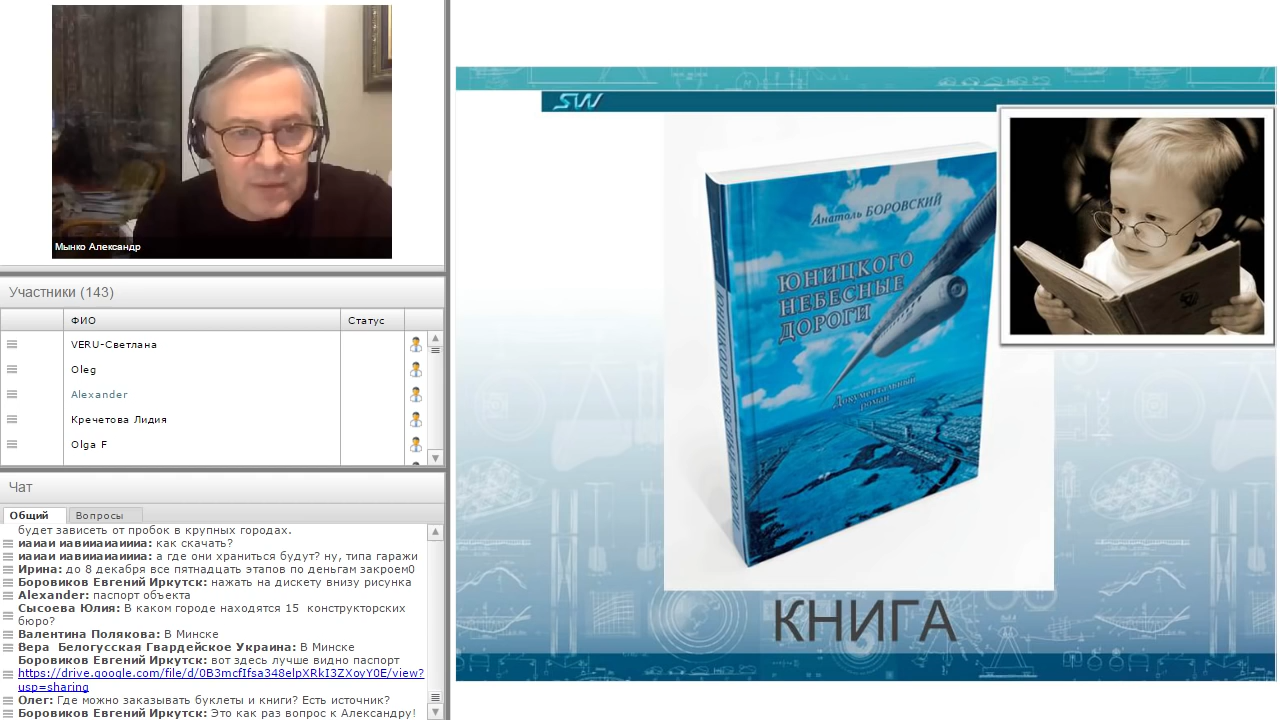 Мынко Александр
Участники (143)
ФИО
Статус
VERU-Светлана
Oleg
Alexander
Кречетова Лидия
Olga F
Чат
Общий
Вопросы
будет зависеть от пробок в крупных городах.
иаиаи иавииаиаииа: как скачать?
иаиаи иавииаиаииа: а где они храниться будут? ну, типа гаражи
Ирина: до 8 декабря все пятнадцать этапов по деньгам закроем0
Боровиков Евгений Иркутск: нажать на дискету внизу рисунка
Alexander: паспорт объекта
Сысоева Юлия: В каком городе находятся 15 конструкторских
бюро?
Валентина Полякова: В Минске
Вера Белогусская Гвардейское Украина: В Минске
Боровиков Евгений Иркутск: вот здесь лучше видно паспорт
https://drive.google.com/file/d/0B3mcfIfsa348elpXRkI3ZXoyY0E/view?
usp=sharing
Олег: Где можно заказывать буклеты и книги? Есть источник?
Боровиков Евгений Иркутск: Это как раз вопрос к Александру!
SW
Анатоль БОРОВСКИЙ
ЮНИЦКОГО
НЕБЕСНЫЕ
ДОРОГИ
Документальный
роман
ЮНИЦКОГО НЕБЕСНЫЕ ДОРОГИ
КНИГА